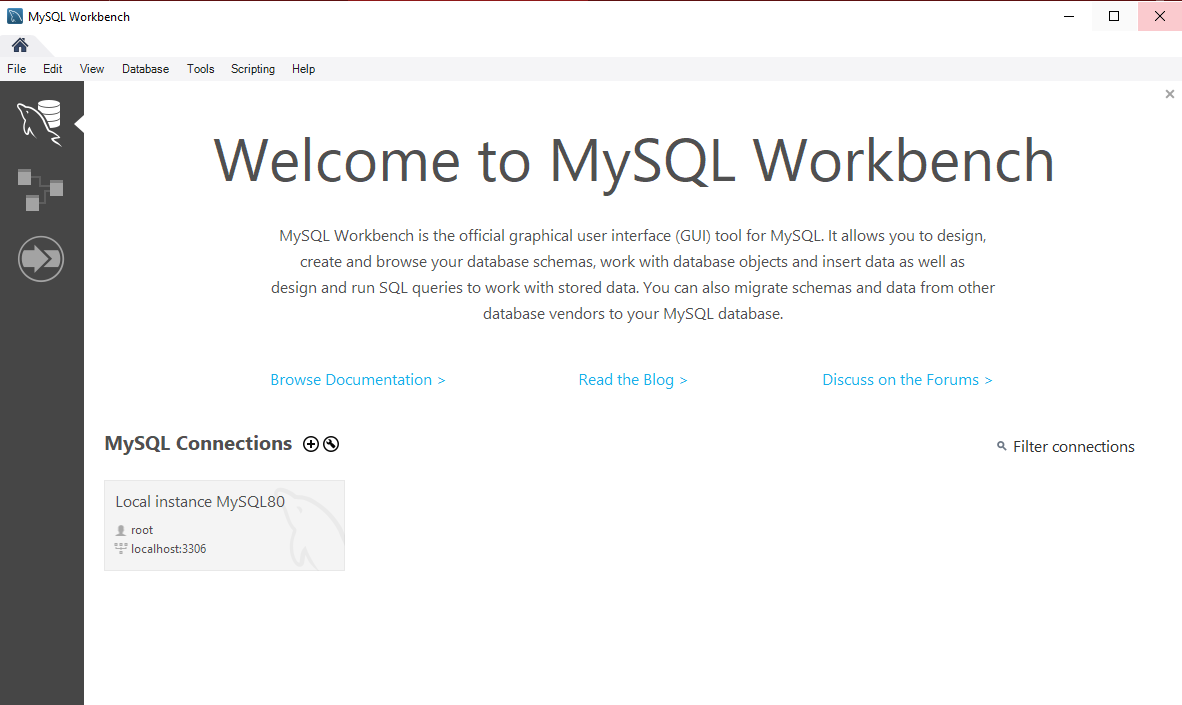 MySQL Workbench
File Edit View Database Tools Scripting Help
Welcome to MySQL Workbench
MySQL Workbench is the official graphical user interface (GUI) tool for MySQL. It allows you to design,
create and browse your database schemas, work with database objects and insert data as well as
design and run SQL queries to work with stored data. You can also migrate schemas and data from other
database vendors to your MySQL database.
Browse Documentation > Read the Blog > Discuss on the Forums >
MySQL Connections Filter connections
Local instance MySQL80
root
localhost:3306